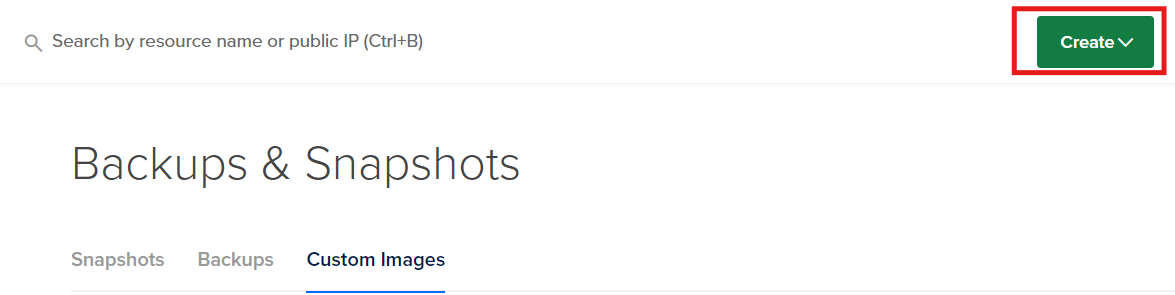 Search by resource name or public IP (Ctrl+B)
Create
Backups & Snapshots
Snapshots Backups Custom Images